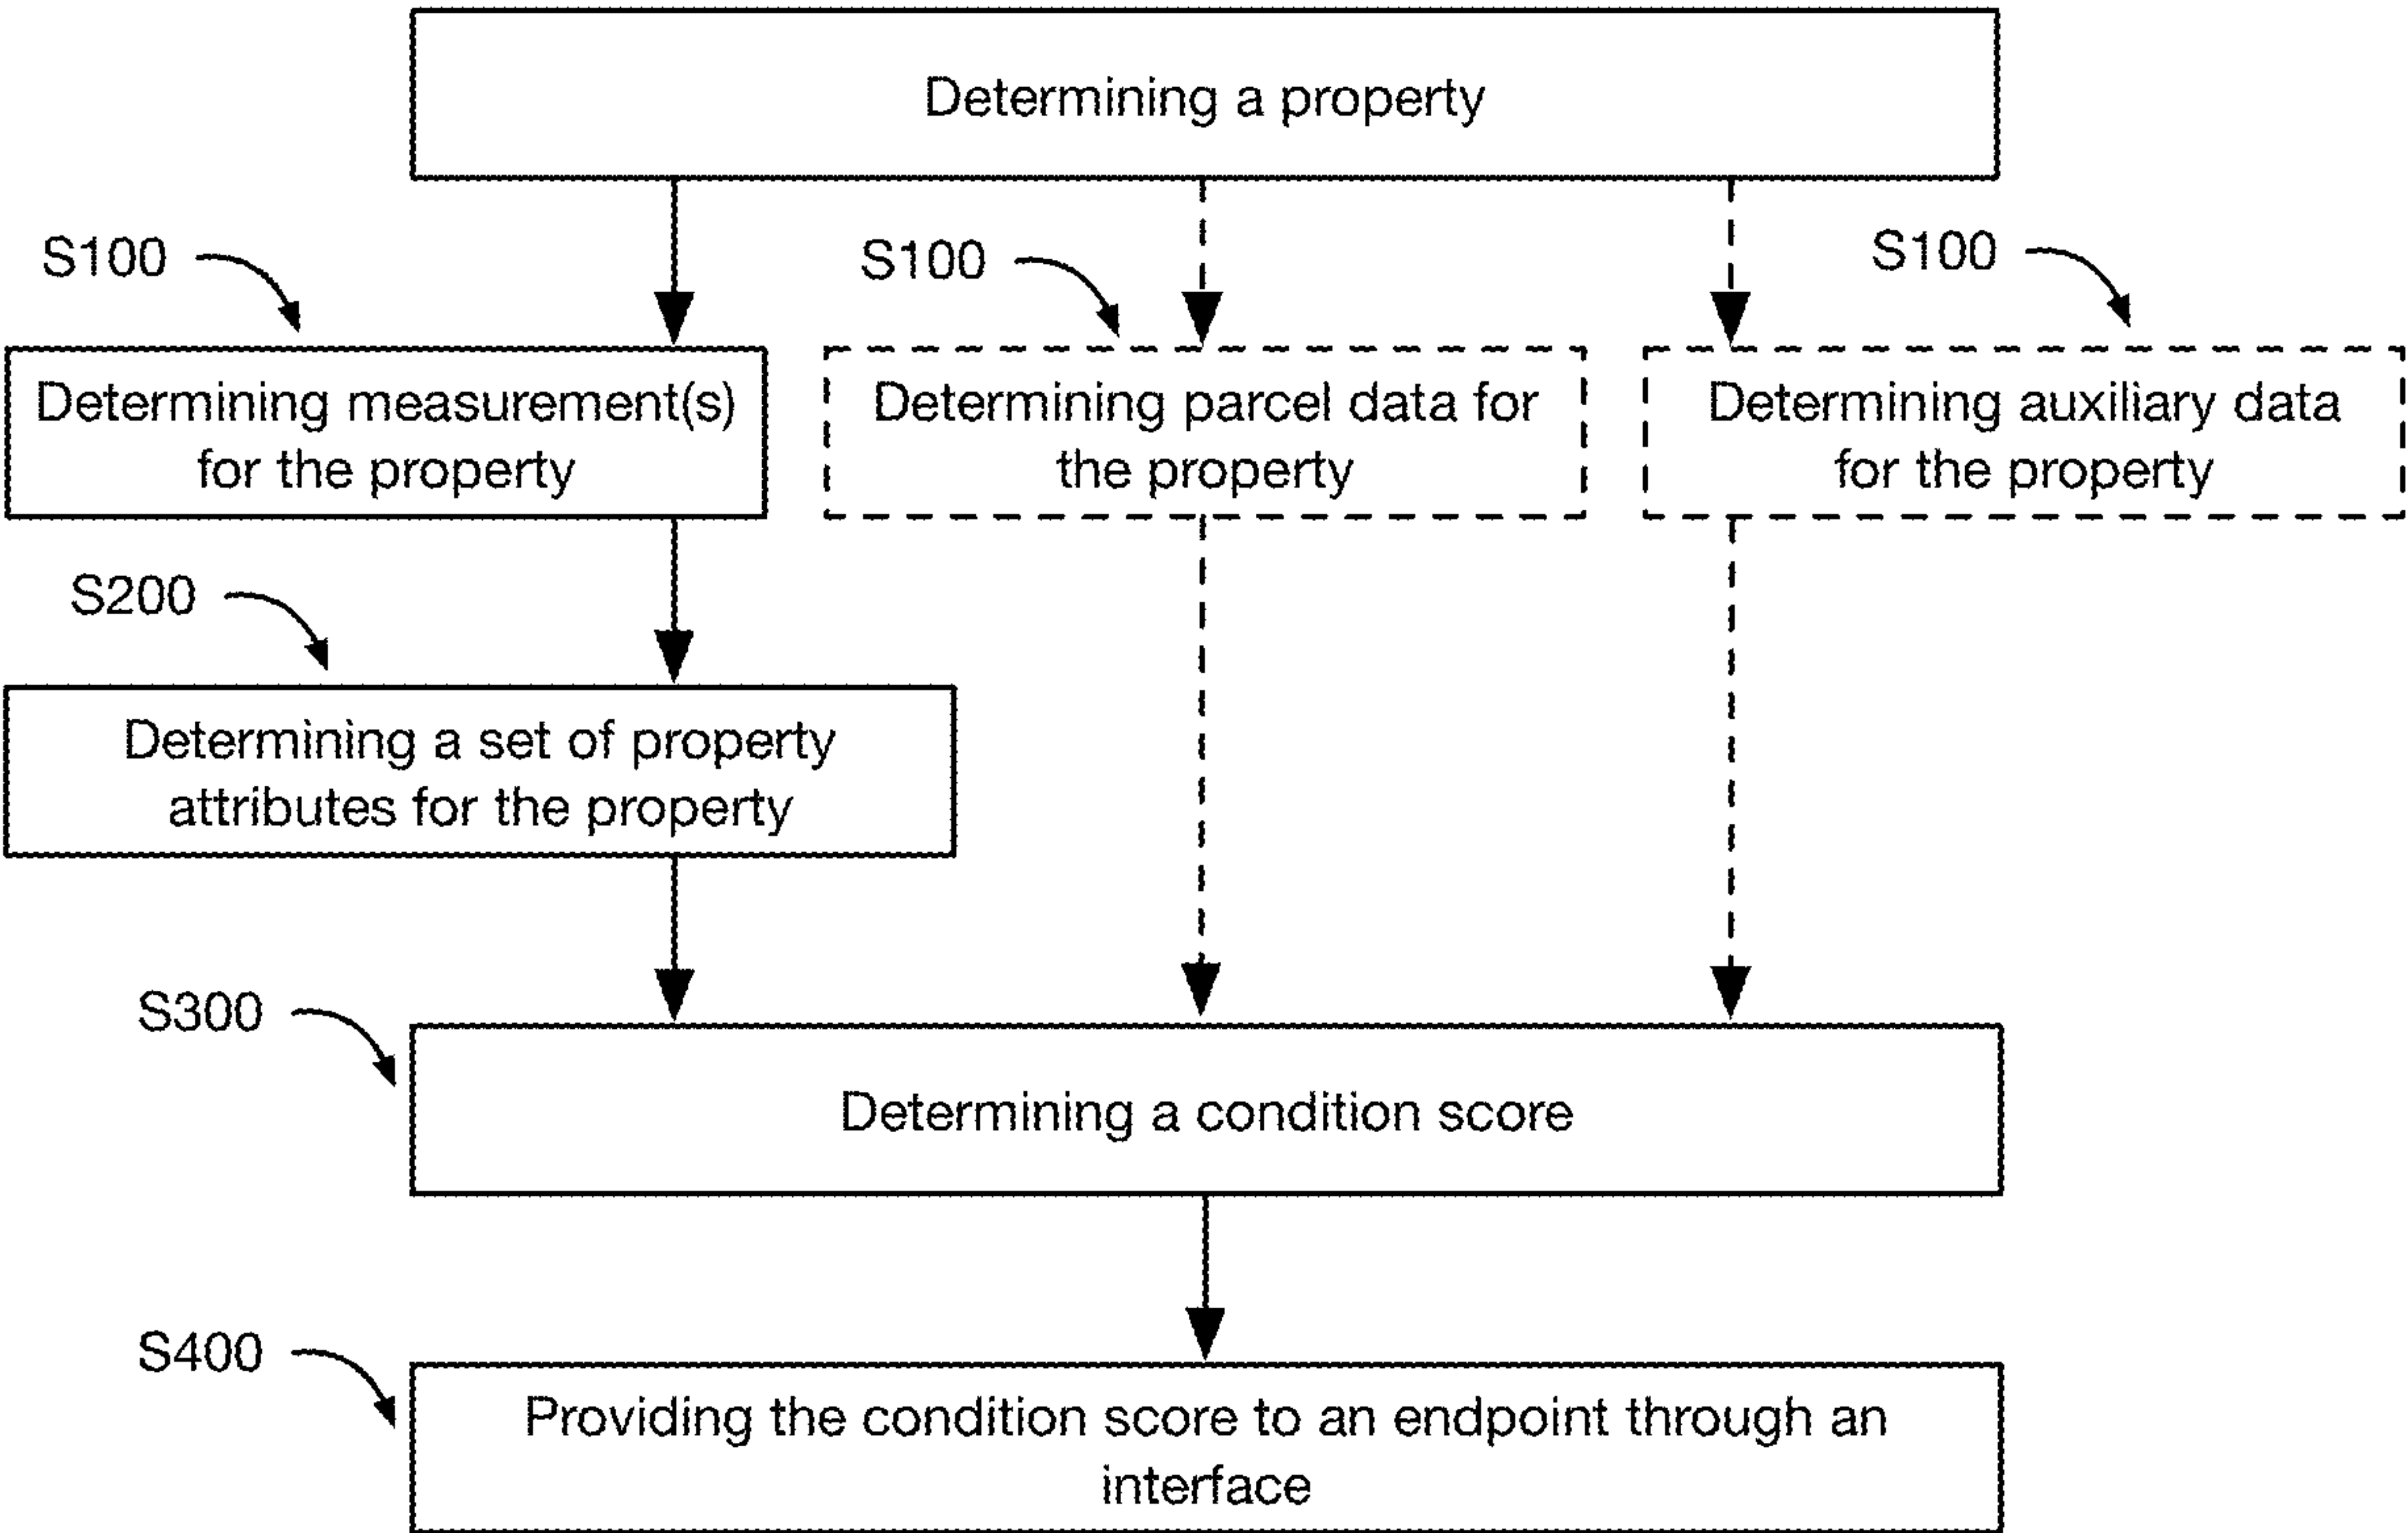 Determining a property
S100
S100
S100
Determining measurement(s)
for the property
Determining parcel data for
the property
Determining auxiliary data
for the property
S200
Determining a set of property
attributes for the property
S300
Determining a condition score
S400
Providing the condition score to an endpoint through an
interface